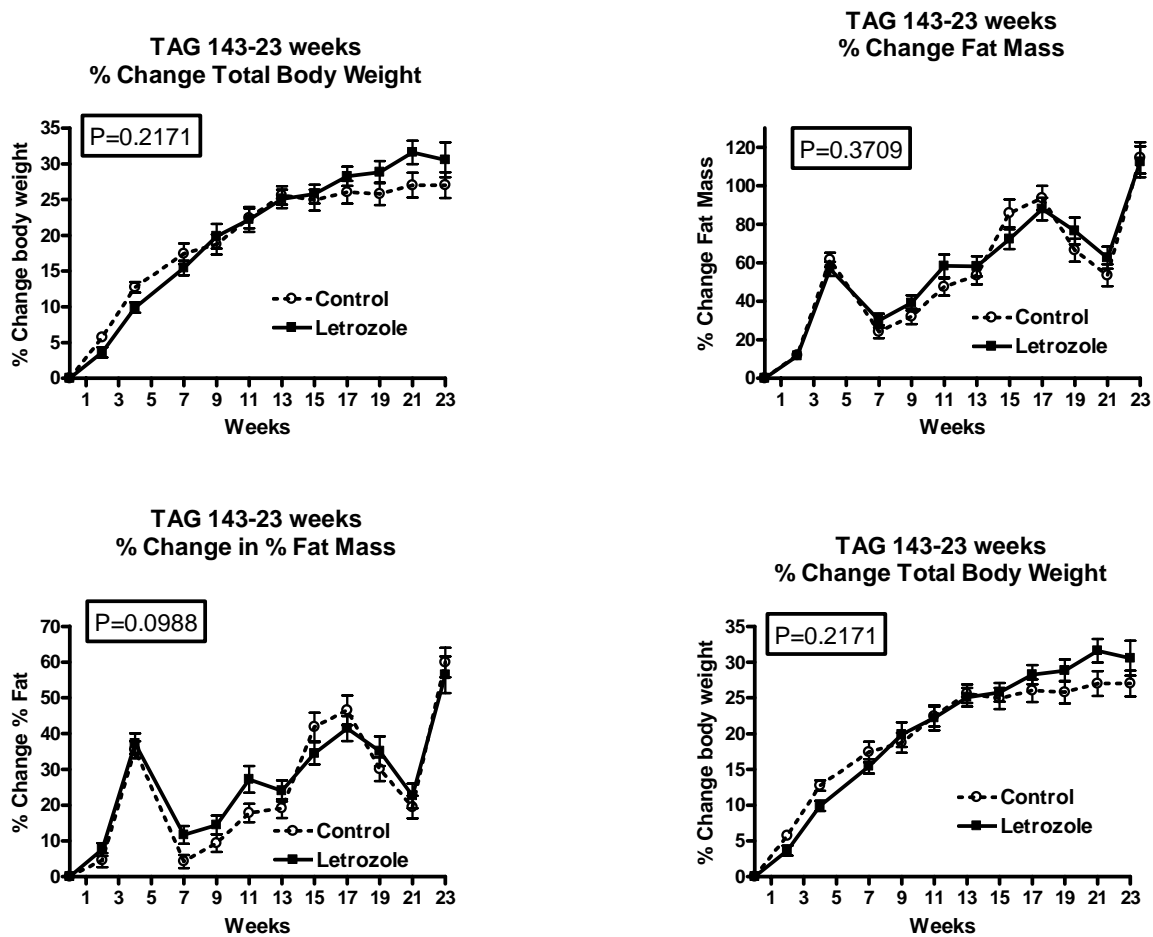 TAG 143-23 weeks
% Change Total Body Weight
P=0.2171
% Change body weight
35
30
25
20
15
10
5
0
Control
Letrozole
1 3 5 7 9 11 13 15 17 19 21 23
Weeks
TAG 143-23 weeks
% Change Fat Mass
P=0.3709
% Change Fat Mass
120
100
80
60
40
20
0
Control
Letrozole
1 3 5 7 9 11 13 15 17 19 21 23
Weeks
TAG 143-23 weeks
% Change in % Fat Mass
P=0.0988
% Change % Fat
70
60
50
40
30
20
10
0
Control
Letrozole
1 3 5 7 9 11 13 15 17 19 21 23
Weeks
TAG 143-23 weeks
% Change Total Body Weight
P=0.2171
% Change body weight
35
30
25
20
15
10
5
0
Control
Letrozole
1 3 5 7 9 11 13 15 17 19 21 23
Weeks